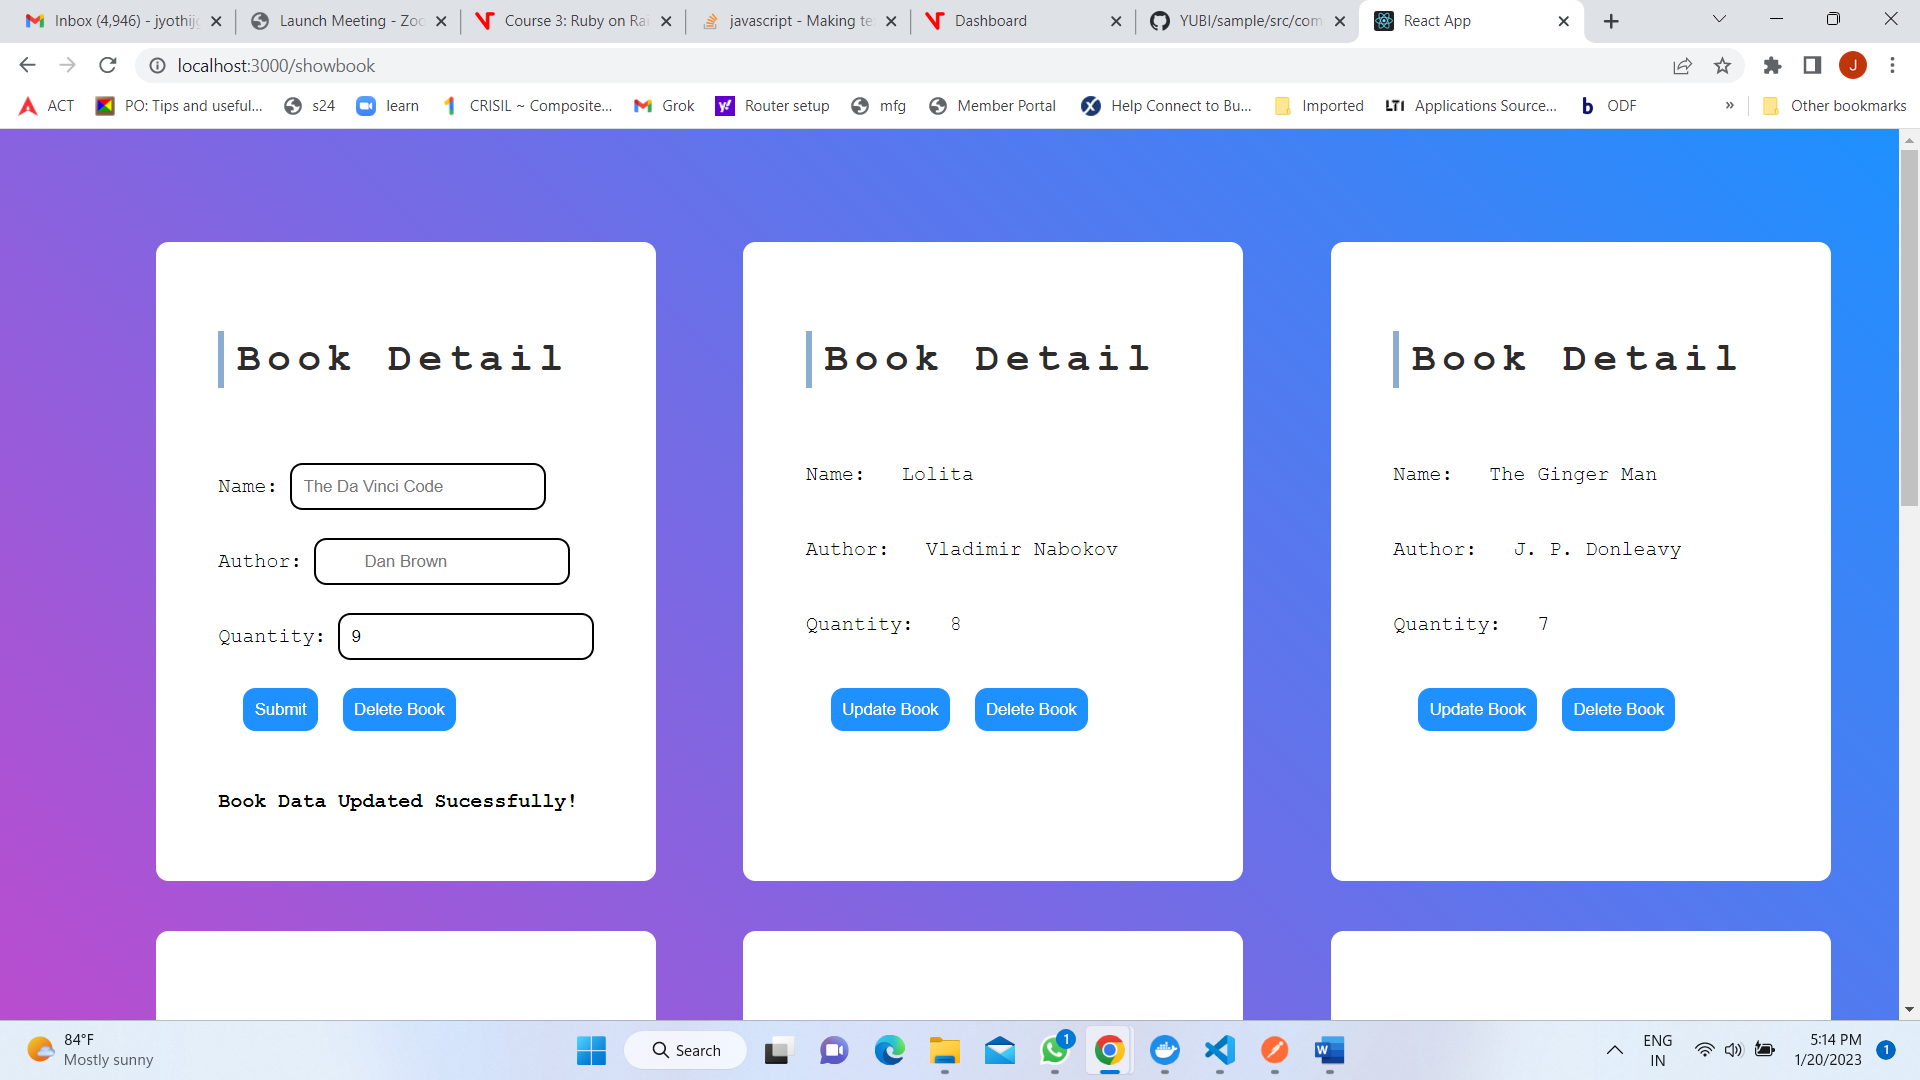 Inbox (4,946) - jyothij
Launch Meeting - Zoo
Course 3: Ruby on Rai
javascript - Making te
Dashboard
YUBI/sample/src/com
React App
localhost:3000/showbook
J
ACT
PO: Tips and useful...
s24
learn
CRISIL ~ Composite...
Grok
Router setup
mfg
Member Portal
Help Connect to Bu...
Imported
LTI Applications Source...
b ODF
»
Other bookmarks
Book Detail
Name: The Da Vinci Code
Author: Dan Brown
Quantity: 9
Submit Delete Book
Book Data Updated Sucessfully!
Book Detail
Name: Lolita
Author: Vladimir Nabokov
Quantity: 8
Update Book Delete Book
Book Detail
Name: The Ginger Man
Author: J. P. Donleavy
Quantity: 7
Update Book Delete Book
84°F
Mostly sunny
Search
1
W
ENG
IN
5:14 PM
1/20/2023
1